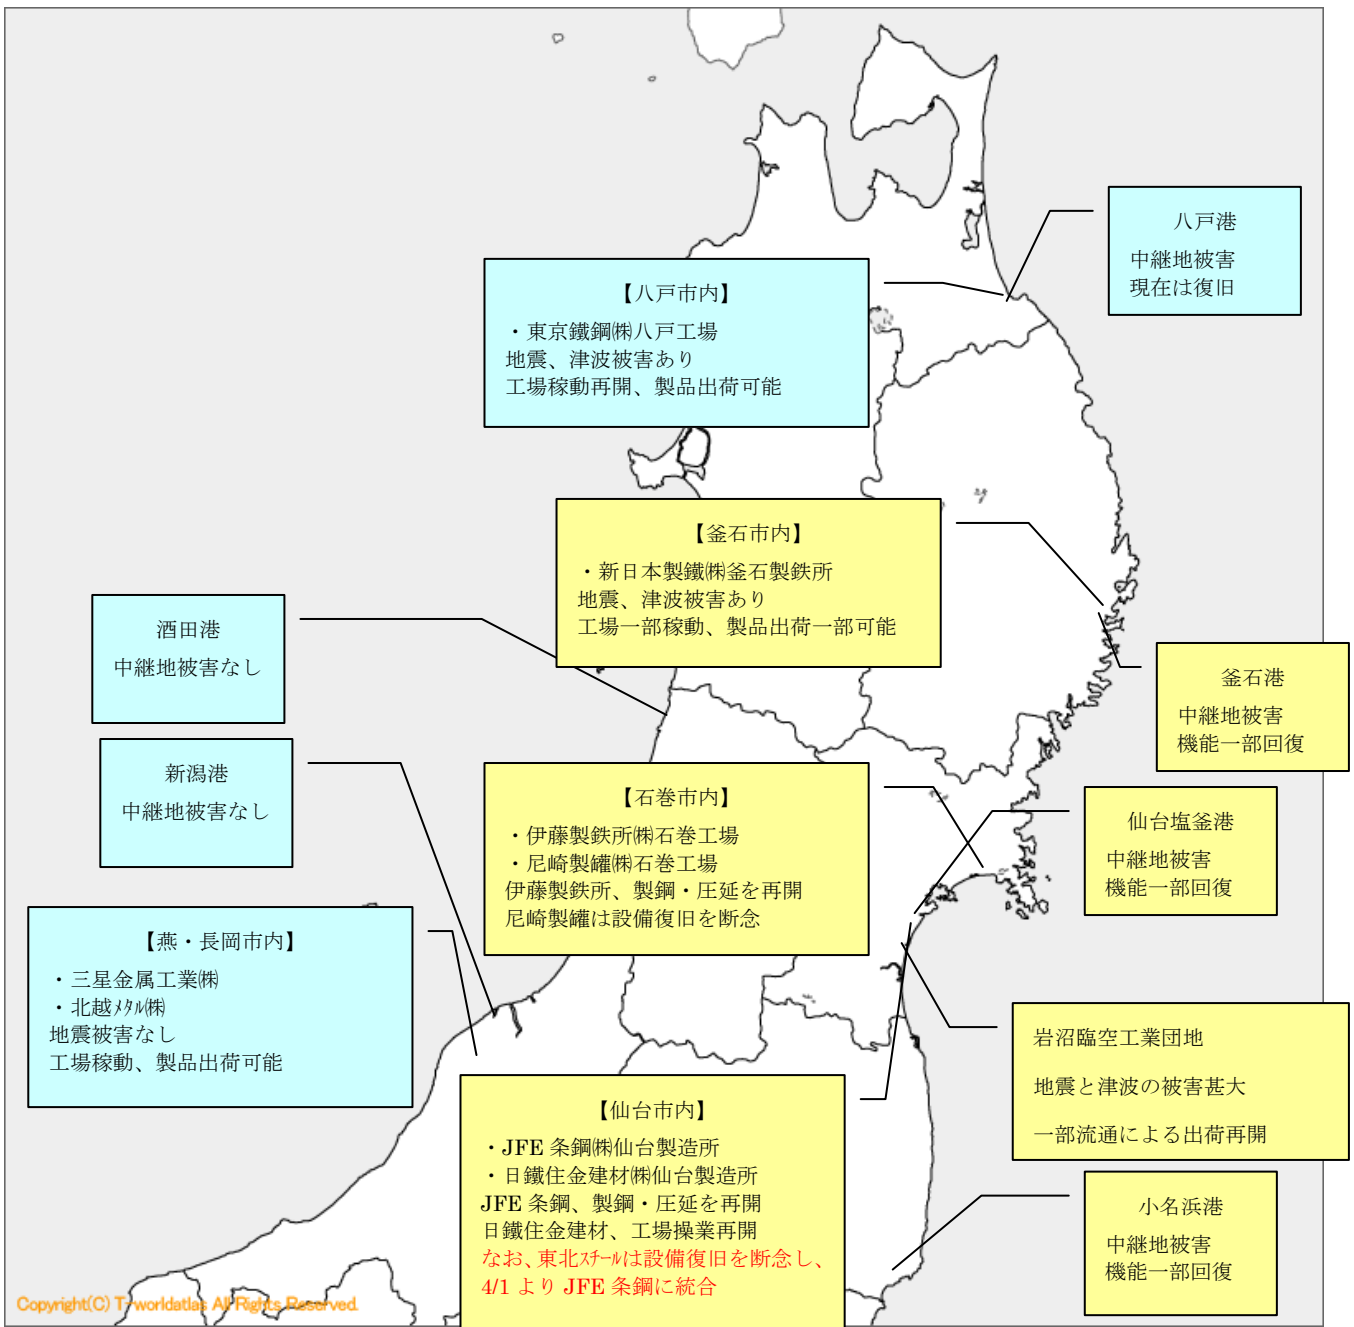 八戸港
中継地被害
現在は復旧
【八戸市内】
・東京鐵鋼㈱八戸工場
地震、津波被害あり
工場稼動再開、製品出荷可能
【釜石市内】
・新日本製鐵㈱釜石製鉄所
地震、津波被害あり
工場一部稼動、製品出荷一部可能
酒田港
中継地被害なし
釜石港
中継地被害
機能一部回復
新潟港
中継地被害なし
【石巻市内】
・伊藤製鉄所㈱石巻工場
・尼崎製罐㈱石巻工場
伊藤製鉄所、製鋼・圧延を再開
尼崎製罐は設備復旧を断念
仙台塩釜港
中継地被害
機能一部回復
【燕・長岡市内】
・三星金属工業㈱
・北越ﾒﾀﾙ㈱
地震被害なし
工場稼動、製品出荷可能
岩沼臨空工業団地
地震と津波の被害甚大
一部流通による出荷再開
【仙台市内】
・JFE 条鋼㈱仙台製造所
・日鐵住金建材㈱仙台製造所
JFE 条鋼、製鋼・圧延を再開
日鐵住金建材、工場操業再開
なお、東北ｽﾁｰﾙは設備復旧を断念し、
4/1 より JFE 条鋼に統合
小名浜港
中継地被害
機能一部回復
Copyright(C) T-worldatlas All Rights Reserved.